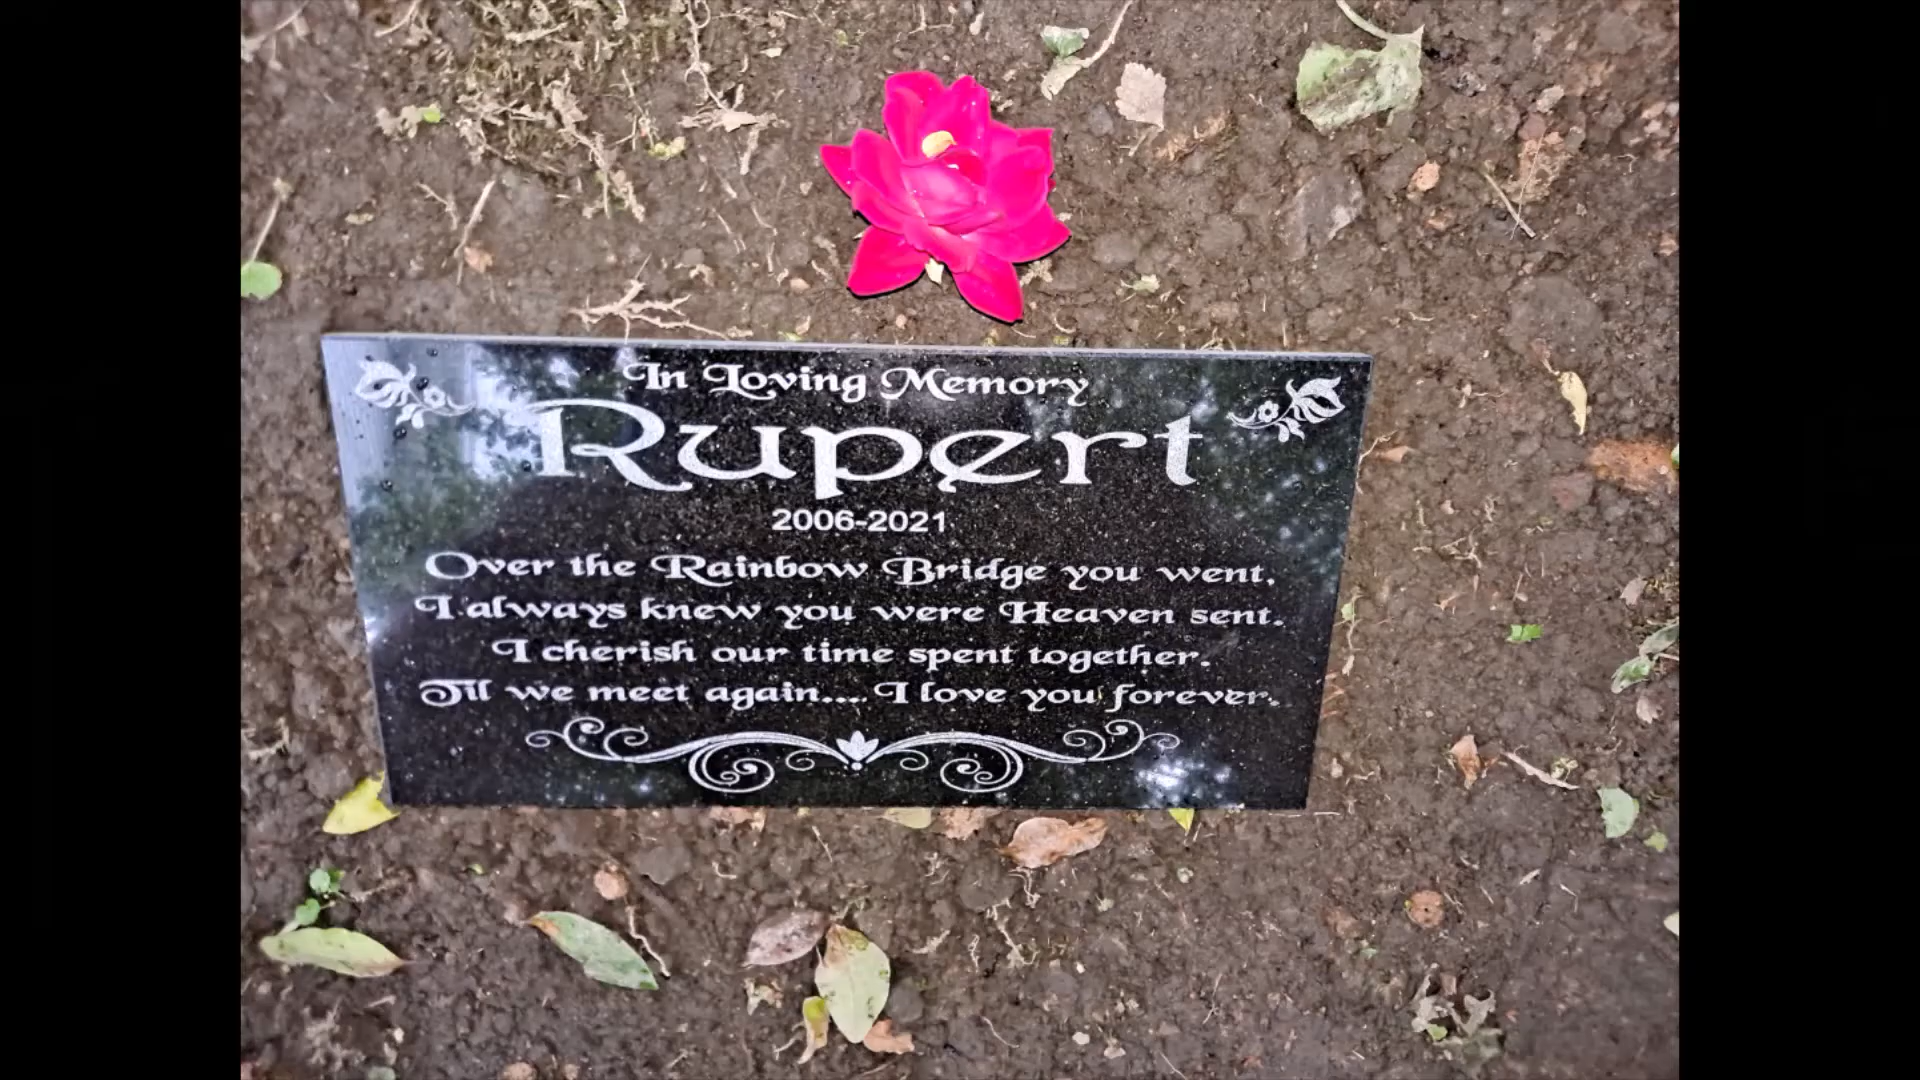 In Loving Memory
Rupert
2006-2021
Over the Rainbow Bridge you went,
I always knew you were Heaven sent.
I cherish our time spent together.
Til we meet again.... I love you forever.